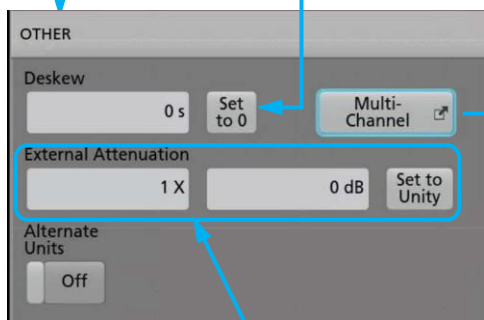 OTHER
Deskew
0 s
Set
to 0
Multi-
Channel
External Attenuation
1 X
0 dB
Set to
Unity
Alternate
Units
Off